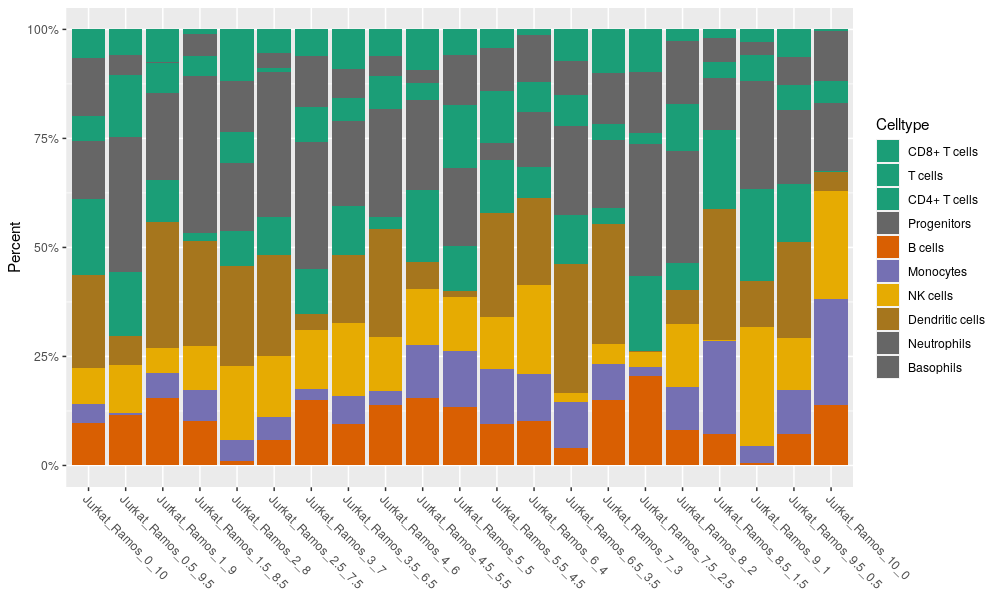 100%
75%
50%
25%
0%
Percent
Jurkat_Ramos_0_10
Jurkat_Ramos_0.5_9.5
Jurkat_Ramos_1_9
Jurkat_Ramos_1.5_8.5
Jurkat_Ramos_2_8
Jurkat_Ramos_2.5_7.5
Jurkat_Ramos_3_7
Jurkat_Ramos_3.5_6.5
Jurkat_Ramos_4_6
Jurkat_Ramos_4.5_5.5
Jurkat_Ramos_5_5
Jurkat_Ramos_5.5_4.5
Jurkat_Ramos_6_4
Jurkat_Ramos_6.5_3.5
Jurkat_Ramos_7_3
Jurkat_Ramos_7.5_2.5
Jurkat_Ramos_8_2
Jurkat_Ramos_8.5_1.5
Jurkat_Ramos_9_1
Jurkat_Ramos_9.5_0.5
Jurkat_Ramos_10_0
Celltype
CD8+ T cells
T cells
CD4+ T cells
Progenitors
B cells
Monocytes
NK cells
Dendritic cells
Neutrophils
Basophils